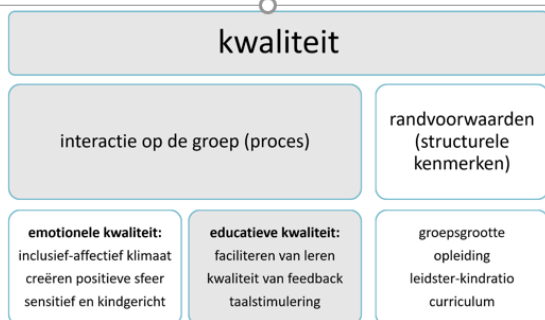 kwaliteit
interactie op de groep (proces)
randvoorwaarden
(structurele
kenmerken)
emotionele kwaliteit:
inclusief-affectief klimaat
creëren positieve sfeer
sensitief en kindgericht
educatieve kwaliteit:
faciliteren van leren
kwaliteit van feedback
taalstimulering
groepsgrootte
opleiding
leidster-kindratio
curriculum